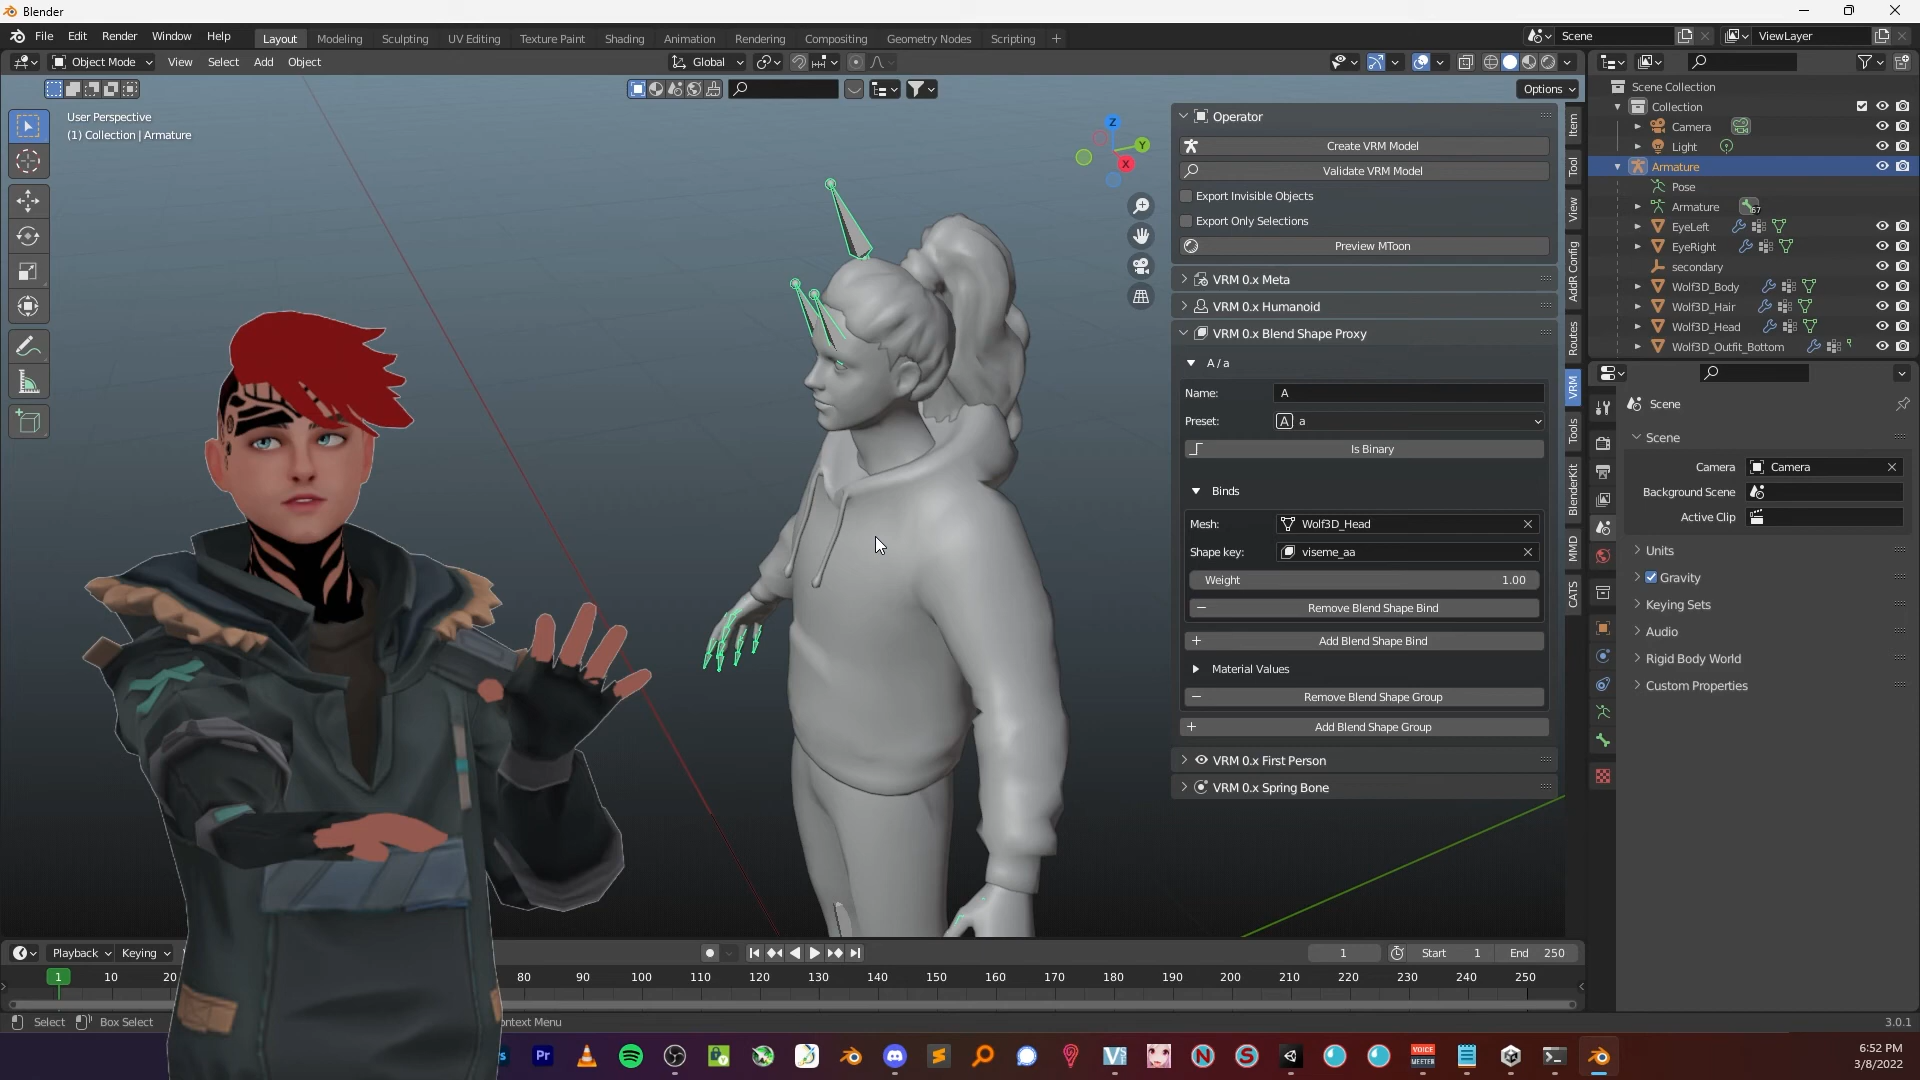 Blender
File Edit Render Window Help Layout Modeling Sculpting UV Editing Texture Paint Shading Animation Rendering Compositing Geometry Nodes Scripting + Scene ViewLayer
Object Mode View Select Add Object Global
Options
User Perspective
(1) Collection | Armature
Z
Y
X
Operator
Create VRM Model
Validate VRM Model
Export Invisible Objects
Export Only Selections
Preview MToon
VRM 0.x Meta
VRM 0.x Humanoid
VRM 0.x Blend Shape Proxy
A / a
Name: A
Preset: A a
Is Binary
Binds
Mesh: Wolf3D_Head
Shape key: viseme_aa
Weight 1.00
Remove Blend Shape Bind
Add Blend Shape Bind
Material Values
Remove Blend Shape Group
Add Blend Shape Group
VRM 0.x First Person
VRM 0.x Spring Bone
Item
Tool
View
AddR Config
Routes
VRM
Tools
BlenderKit
MMD
CATS
Scene Collection
Collection
Camera
Light
Armature
Pose
Armature 67
EyeLeft
EyeRight
secondary
Wolf3D_Body
Wolf3D_Hair
Wolf3D_Head
Wolf3D_Outfit_Bottom
Scene
Scene
Camera Camera
Background Scene
Active Clip
Units
Gravity
Keying Sets
Audio
Rigid Body World
Custom Properties
Playback Keying 1 Start 1 End 250
1 10 20 80 90 100 110 120 130 140 150 160 170 180 190 200 210 220 230 240 250
Select Box Select ontext Menu 3.0.1
Pr VOICE MEETER
6:52 PM
3/8/2022